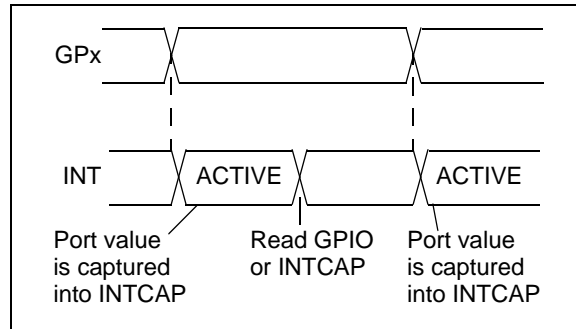 GPx
INT
ACTIVE
ACTIVE
Port value
is captured
into INTCAP
Read GPIO
or INTCAP
Port value
is captured
into INTCAP